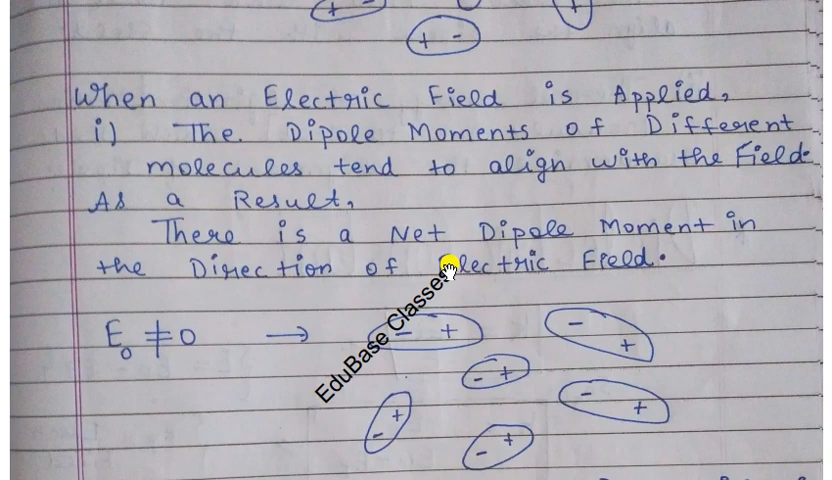 + -
+
+ -
When an Electric Field is Applied,
i) The. Dipole Moments of Different
molecules tend to align with the Field.
As a Result,
There is a Net Dipole Moment in
the Direction of Electric Field.
E₀ ≠ 0 → - + - +
- +
- + - +
- +
EduBase Classes